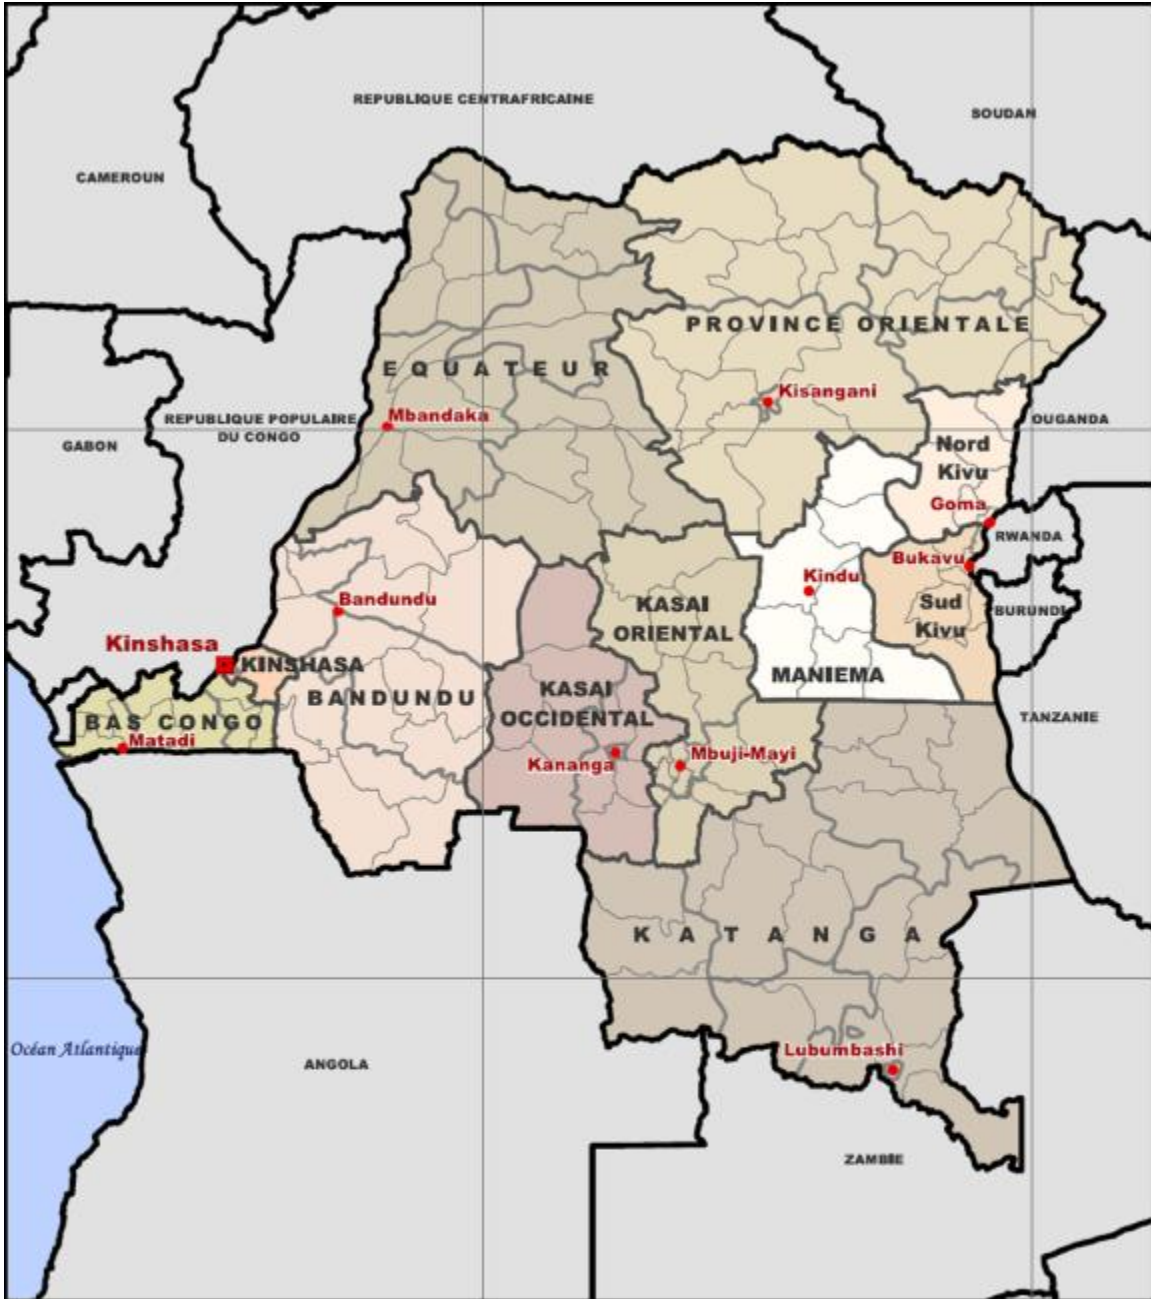 REPUBLIQUE CENTRAFRICAINE
SOUDAN
CAMEROUN
PROVINCE ORIENTALE
EQUATEUR
Kisangani
Mbandaka
REPUBLIQUE POPULAIRE
DU CONGO
OUGANDA
GABON
Nord
Kivu
Goma
RWANDA
Bukavu
Kindu
Bandundu
KASAI
ORIENTAL
Sud
Kivu
BURUNDI
Kinshasa
KINSHASA
MANIEMA
BANDUNDU
KASAI
OCCIDENTAL
BAS CONGO
TANZANIE
Matadi
Mbuji-Mayi
Kananga
KATANGA
Océan Atlantique
Lubumbashi
ANGOLA
ZAMBIE